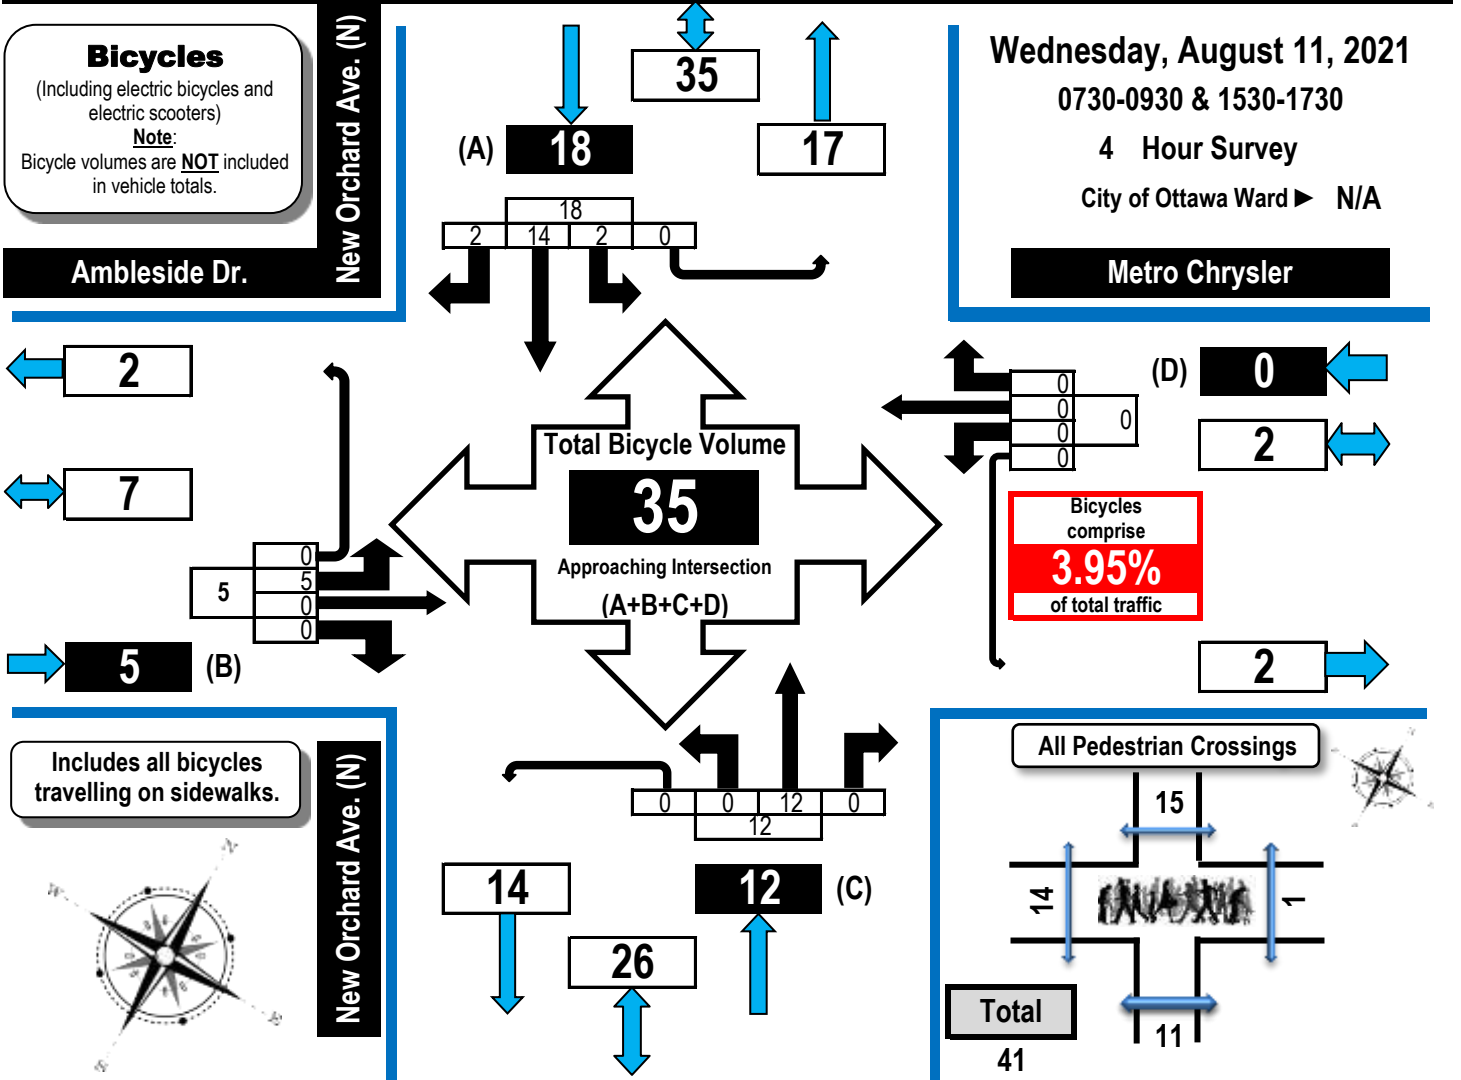 Bicycles
(Including electric bicycles and
electric scooters)
Note:
Bicycle volumes are NOT included
in vehicle totals.
New Orchard Ave. (N)
Ambleside Dr.
35
(A) 18
17
18
2 14 2 0
Wednesday, August 11, 2021
0730-0930 & 1530-1730
4 Hour Survey
City of Ottawa Ward ► N/A
Metro Chrysler
2
7
0
5
0
0
5
5 (B)
Total Bicycle Volume
35
Approaching Intersection
(A+B+C+D)
(D) 0
2
0
0
0
0
0
Bicycles
comprise
3.95%
of total traffic
2
Includes all bicycles
travelling on sidewalks.
New Orchard Ave. (N)
N
W
E
S
0 0 12 0
12
14
12 (C)
26
All Pedestrian Crossings
15
14
1
11
Total
41